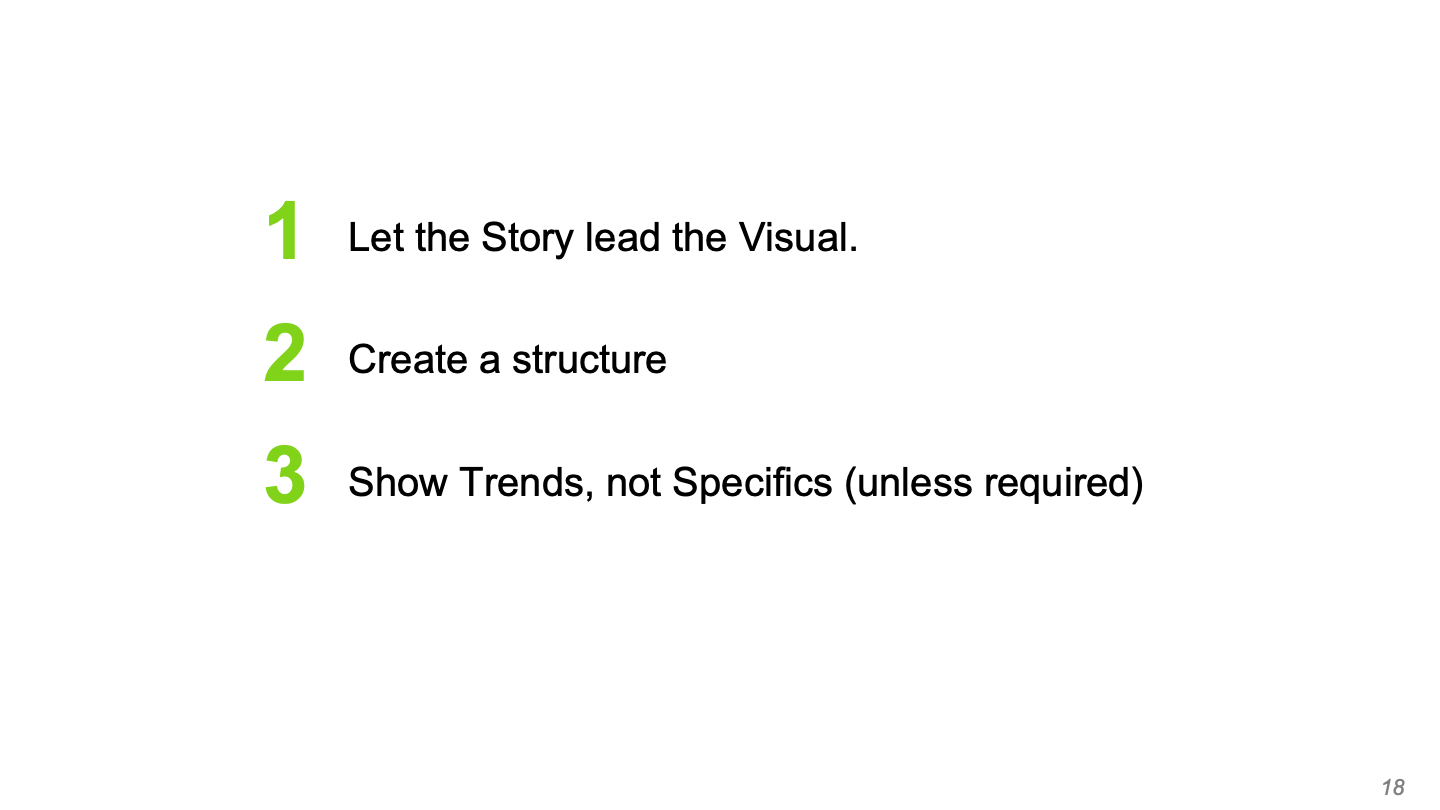 1 Let the Story lead the Visual.
2 Create a structure
3 Show Trends, not Specifics (unless required)
18